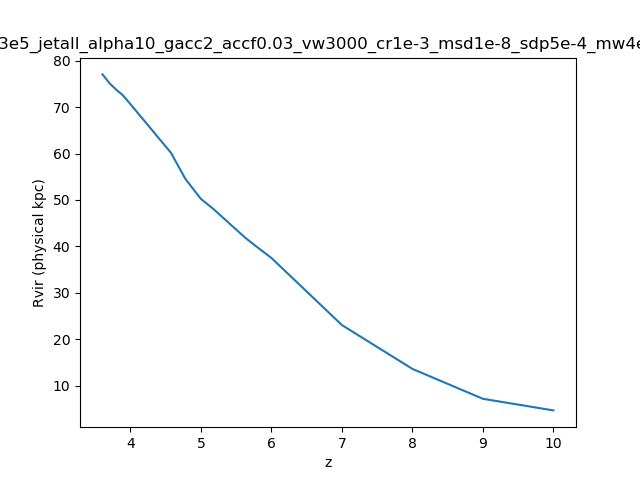 3e5_jetall_alpha10_gacc2_accf0.03_vw3000_cr1e-3_msd1e-8_sdp5e-4_mw4e
80
70
60
50
40
30
20
10
Rvir (physical kpc)
4 5 6 7 8 9 10
z